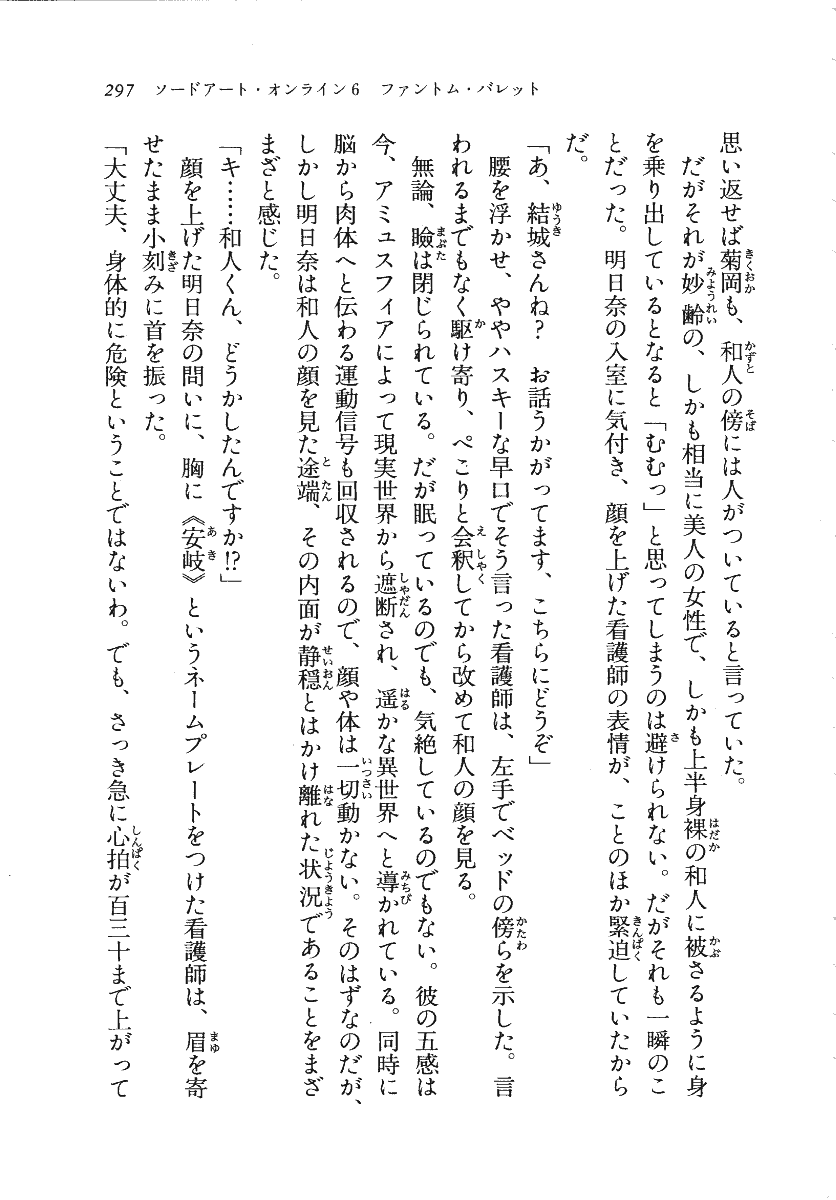 297　ソードアート・オンライン6　ファントム・バレット
思い返せば菊岡も、和人の傍には人がついていると言っていた。
だがそれが妙齢の、しかも相当に美人の女性で、しかも上半身裸の和人に被さるように身
を乗り出しているとなると「むむっ」と思ってしまうのは避けられない。だがそれも一瞬のこ
とだった。明日奈の入室に気付き、顔を上げた看護師の表情が、ことのほか緊迫していたから
だ。
「あ、結城さんね？　お話うかがってます、こちらにどうぞ」
腰を浮かせ、ややハスキーな早口でそう言った看護師は、左手でベッドの傍らを示した。言
われるまでもなく駆け寄り、ぺこりと会釈してから改めて和人の顔を見る。
無論、瞼は閉じられている。だが眠っているのでも、気絶しているのでもない。彼の五感は
今、アミュスフィアによって現実世界から遮断され、遥かな異世界へと導かれている。同時に
脳から肉体へと伝わる運動信号も回収されるので、顔や体は一切動かない。そのはずなのだが、
しかし明日奈は和人の顔を見た途端、その内面が静穏とはかけ離れた状況であることをまざ
まざと感じた。
「キ……和人くん、どうかしたんですか!?」
顔を上げた明日奈の問いに、胸に《安岐》というネームプレートをつけた看護師は、眉を寄
せたまま小刻みに首を振った。
「大丈夫、身体的に危険ということではないわ。でも、さっき急に心拍が百三十まで上がって